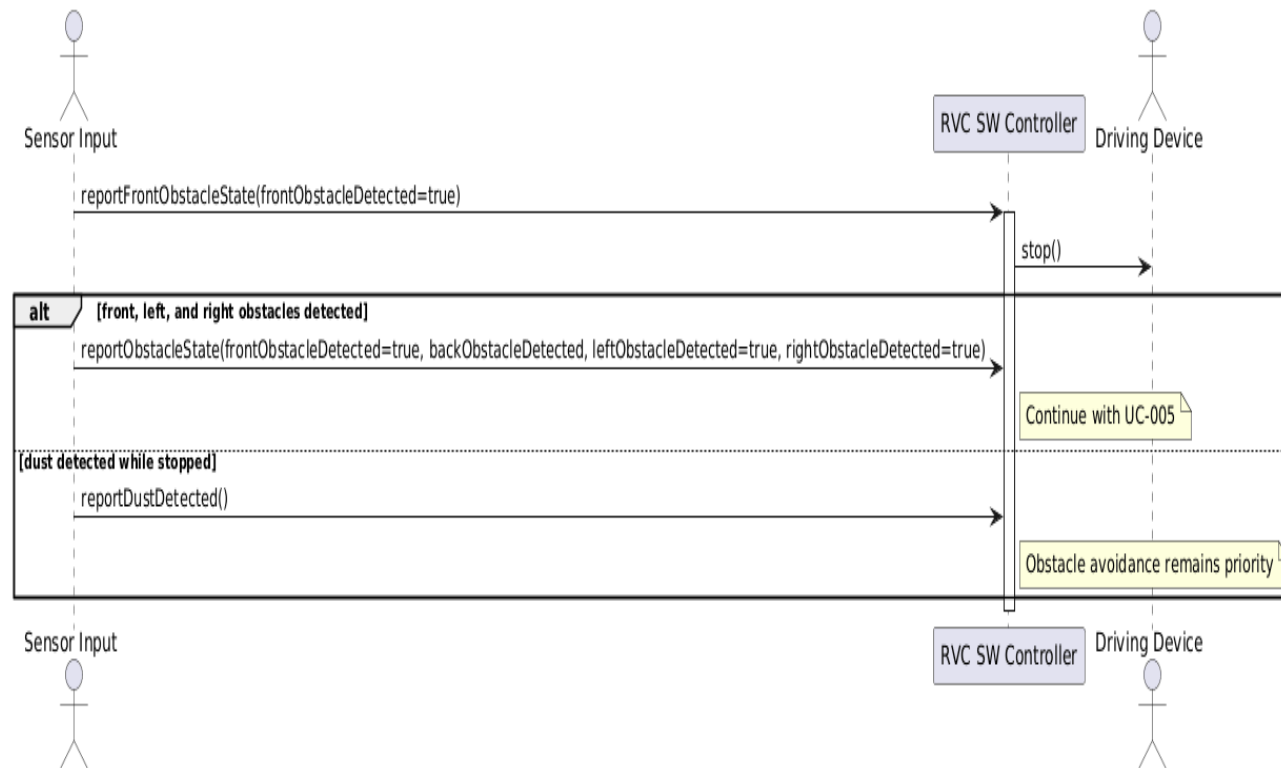 Sensor Input
RVC SW Controller
Driving Device
reportFrontObstacleState(frontObstacleDetected=true)
stop()
alt [front, left, and right obstacles detected]
reportObstacleState(frontObstacleDetected=true, backObstacleDetected, leftObstacleDetected=true, rightObstacleDetected=true)
Continue with UC-005
[dust detected while stopped]
reportDustDetected()
Obstacle avoidance remains priority
Sensor Input
RVC SW Controller
Driving Device